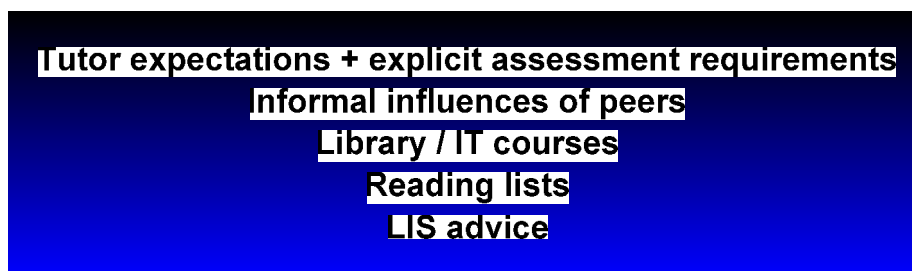 Tutor expectations + explicit assessment requirements
Informal influences of peers
Library / IT courses
Reading lists
LIS advice